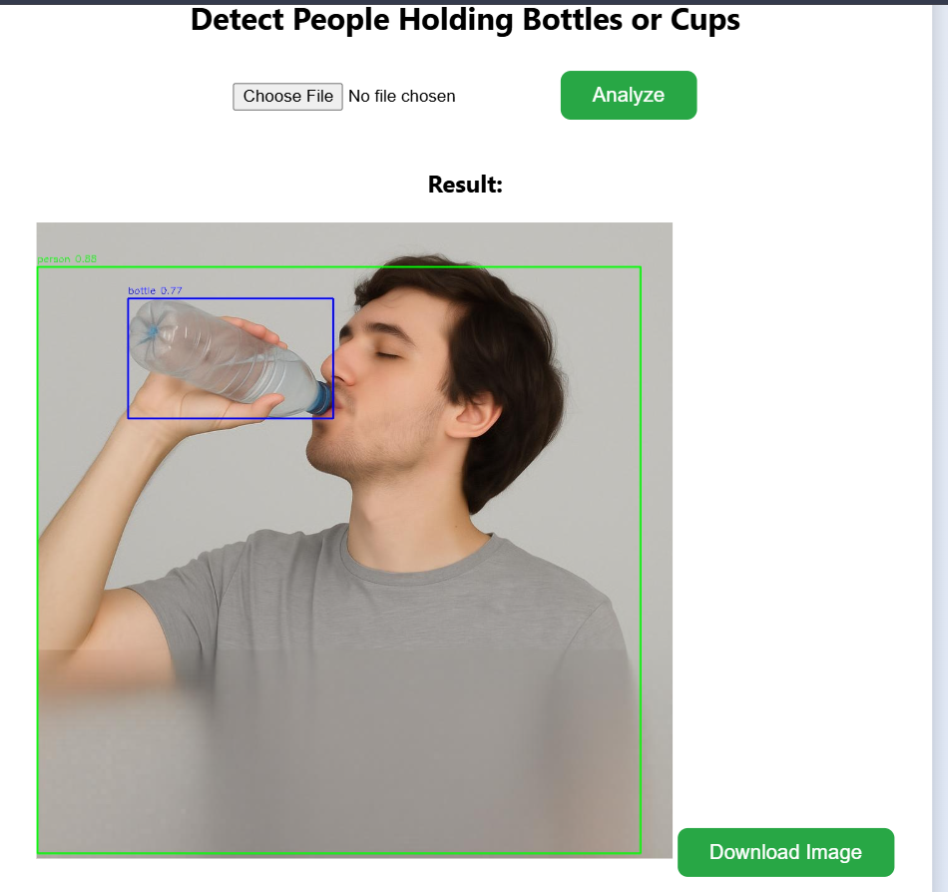 Detect People Holding Bottles or Cups
Choose File No file chosen
Analyze
Result:
person 0.88
bottle 0.77
Download Image